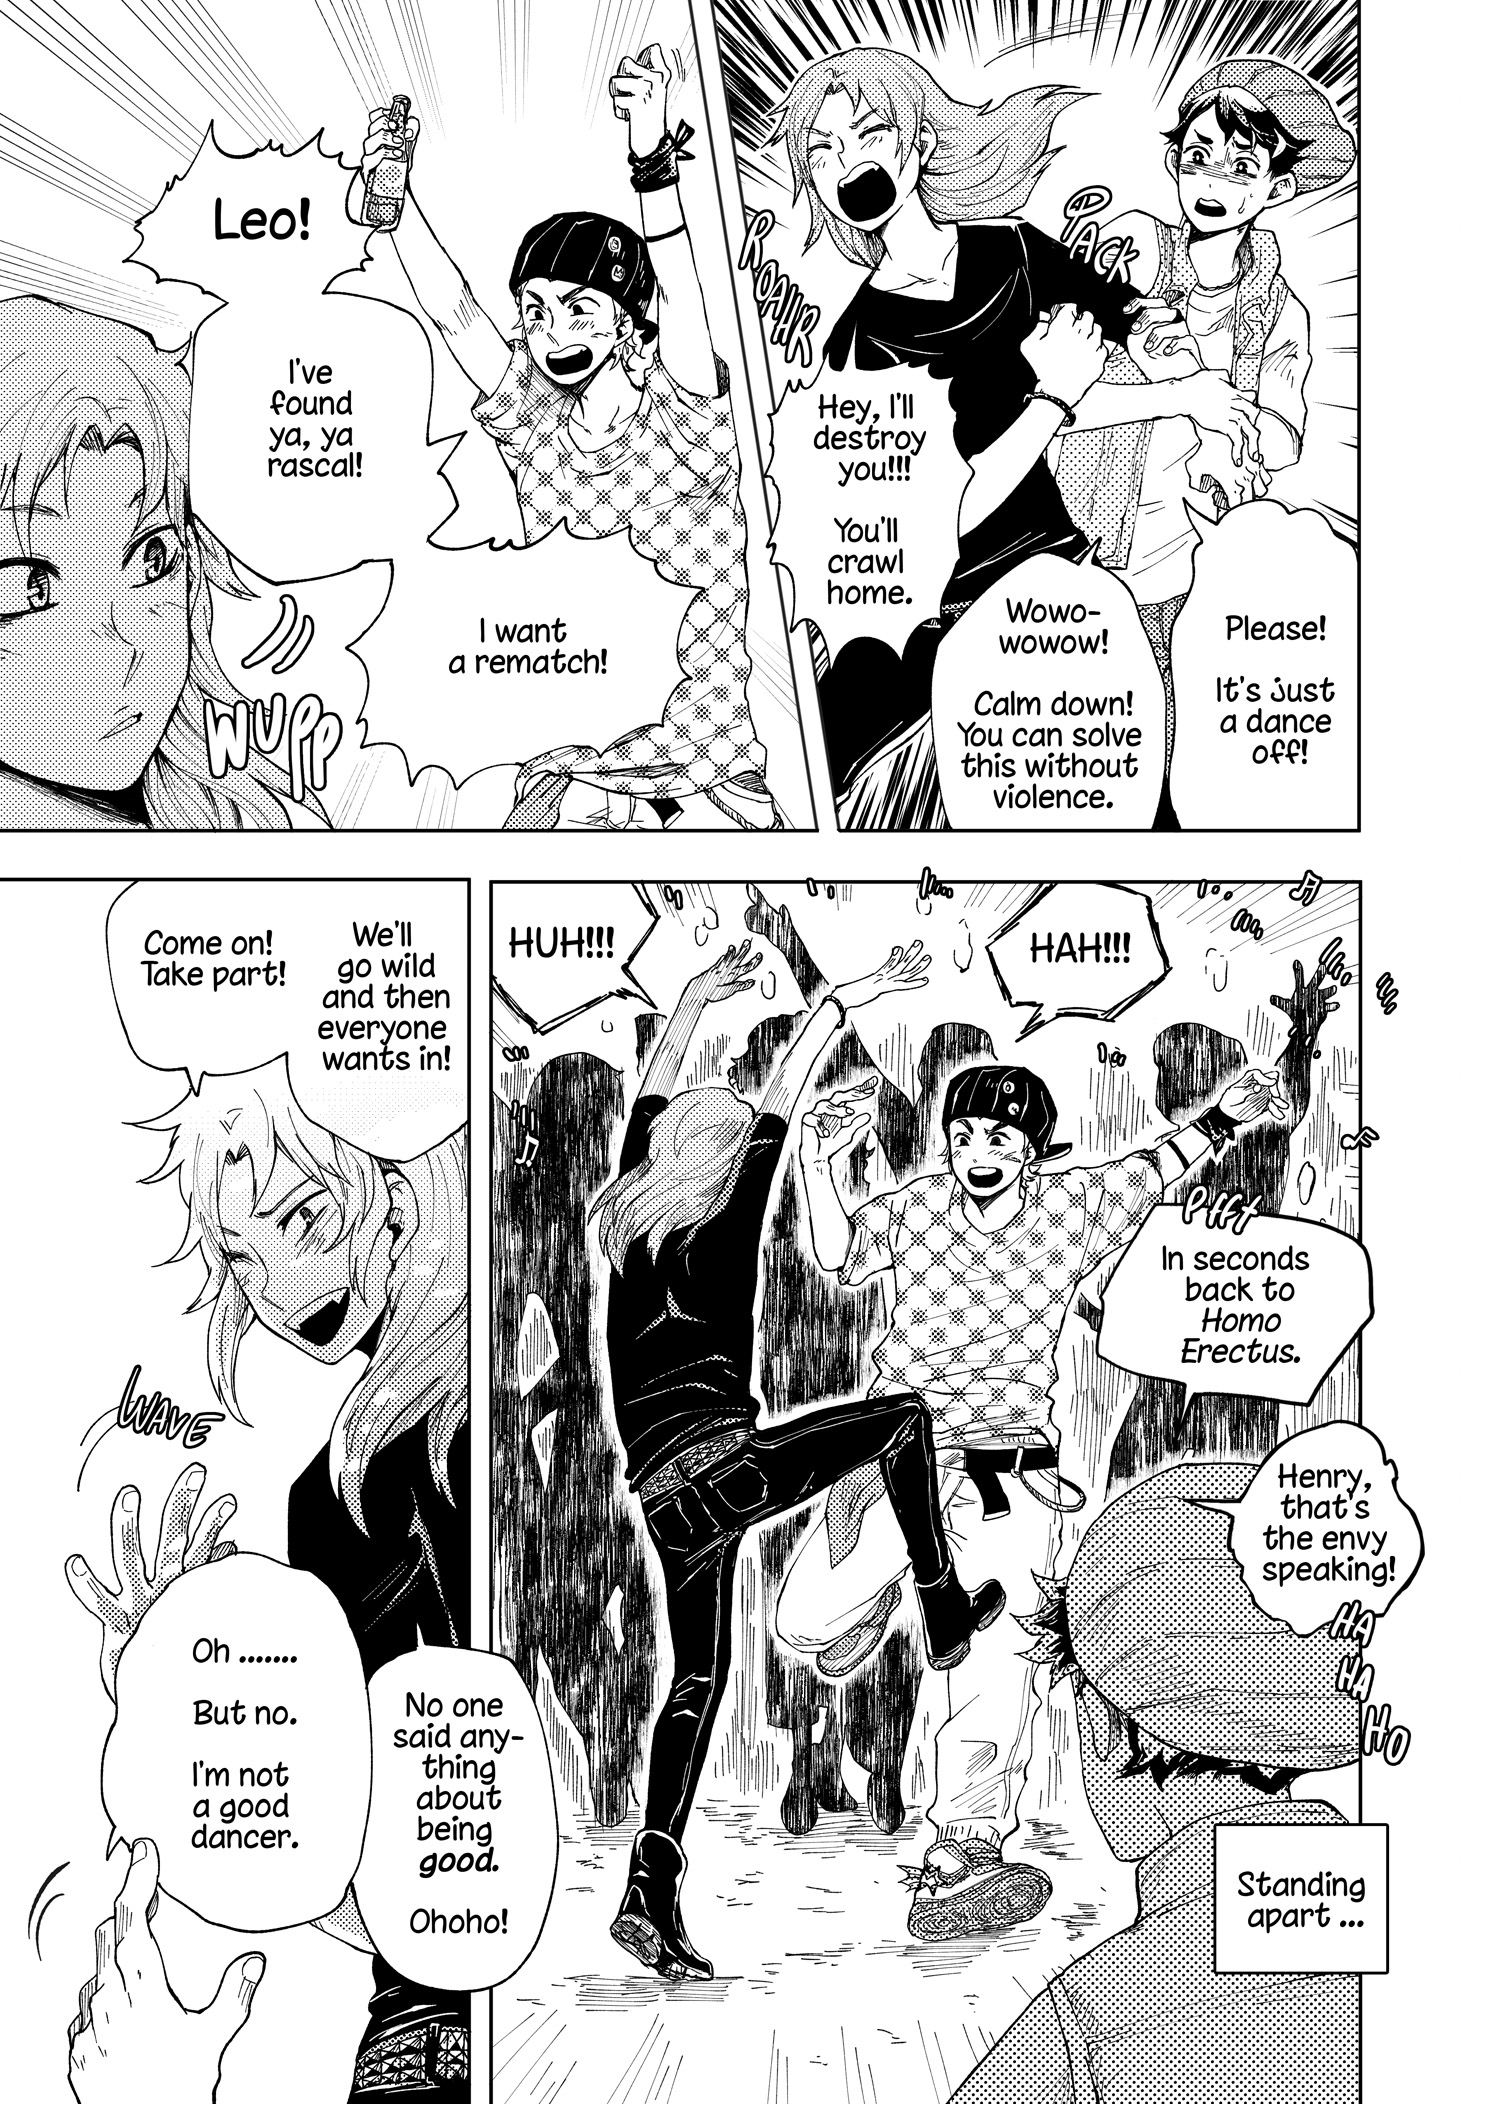 Leo!
I've
found
ya, ya
rascal!
I want
a rematch!
WUPP
ROAHR
PACK
Hey, I'll
destroy
you!!!
You'll
crawl
home.
Wowo-
wowow!
Calm down!
You can solve
this without
violence.
Please!
It's just
a dance
off!
Come on!
Take part!
We'll
go wild
and then
everyone
wants in!
WAVE
Oh .......
But no.
I'm not
a good
dancer.
No one
said any-
thing
about
being
good.
Ohoho!
HUH!!!
HAH!!!
PHFT
In seconds
back to
Homo
Erectus.
Henry,
that's
the envy
speaking!
HA
HA
HO
Standing
apart ...